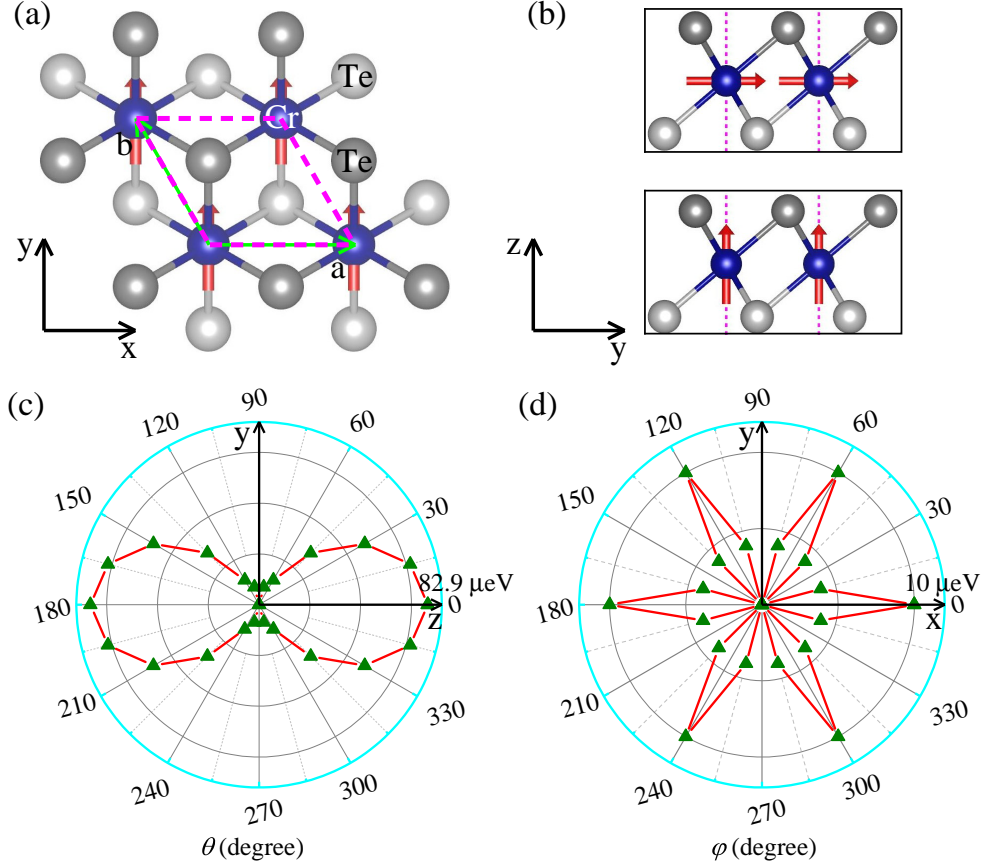 (a)
Te
Cr
b
Te
y
a
x
(b)
z
y
(c)
90
120
y
60
150
30
82.9 μeV
180
z
0
210
330
240
300
270
θ (degree)
(d)
90
120
y
60
150
30
10 μeV
180
x
0
210
330
240
300
270
φ (degree)